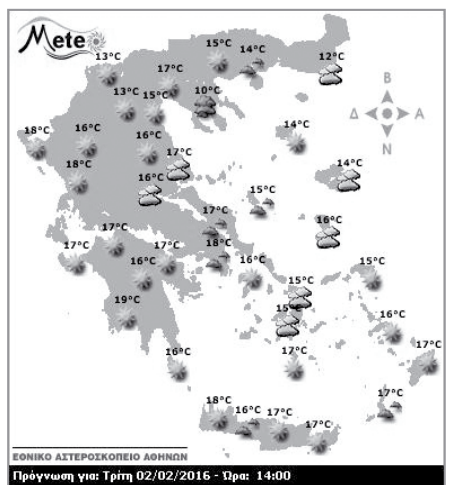 Meteo
15°C 14°C
13°C 12°C
17°C
13°C 15°C 10°C
Β
Δ Α
Ν
18°C 16°C 16°C 14°C
17°C
18°C 16°C 14°C
15°C
17°C 16°C
17°C
17°C 17°C 18°C
16°C 16°C 15°C
15°C
19°C 15°C 16°C
16°C 17°C 17°C
17°C
18°C 16°C 17°C 17°C
ΕΘΝΙΚΟ ΑΣΤΕΡΟΣΚΟΠΕΙΟ ΑΘΗΝΩΝ
Πρόγνωση για: Τρίτη 02/02/2016 - Ώρα: 14:00